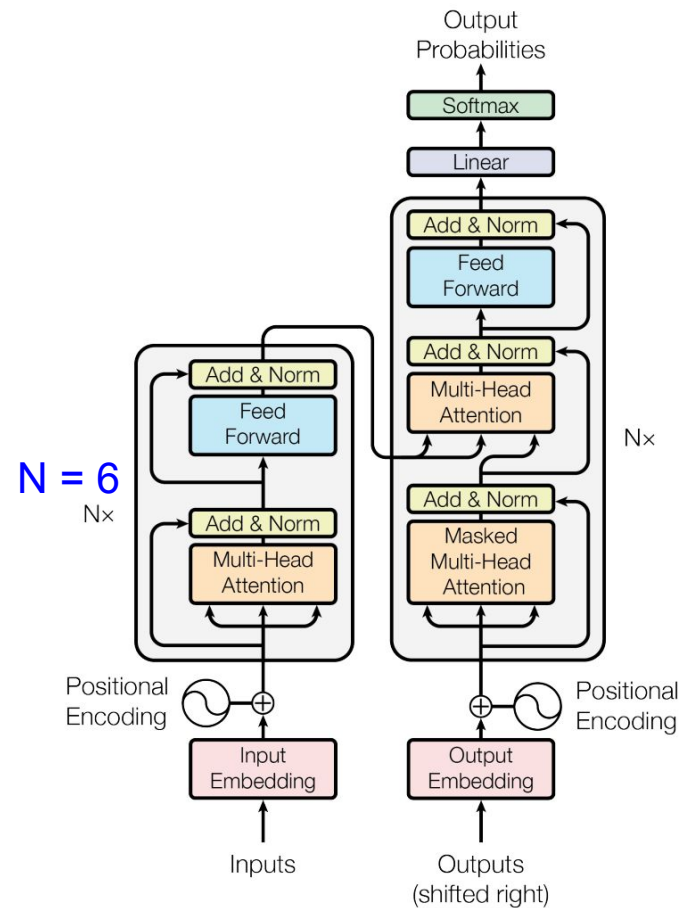 Output
Probabilities
Softmax
Linear
Add & Norm
Feed
Forward
Add & Norm
Multi-Head
Attention
Nx
Add & Norm
Masked
Multi-Head
Attention
Positional
Encoding
Output
Embedding
Outputs
(shifted right)
Add & Norm
Feed
Forward
N = 6
Nx
Add & Norm
Multi-Head
Attention
Positional
Encoding
Input
Embedding
Inputs